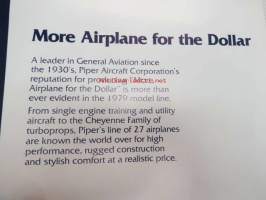 More Airplane for the Dollar
A leader in General Aviation since
the 1930's, Piper Aircraft Corporation's
reputation for producing "More
Airplane for the Dollar" is more than
ever evident in the 1979 model line.
From single engine training and utility
aircraft to the Cheyenne Family of
turboprops, Piper's line of 27 airplanes
are known the world over for high
performance, rugged construction
and stylish comfort at a realistic price.